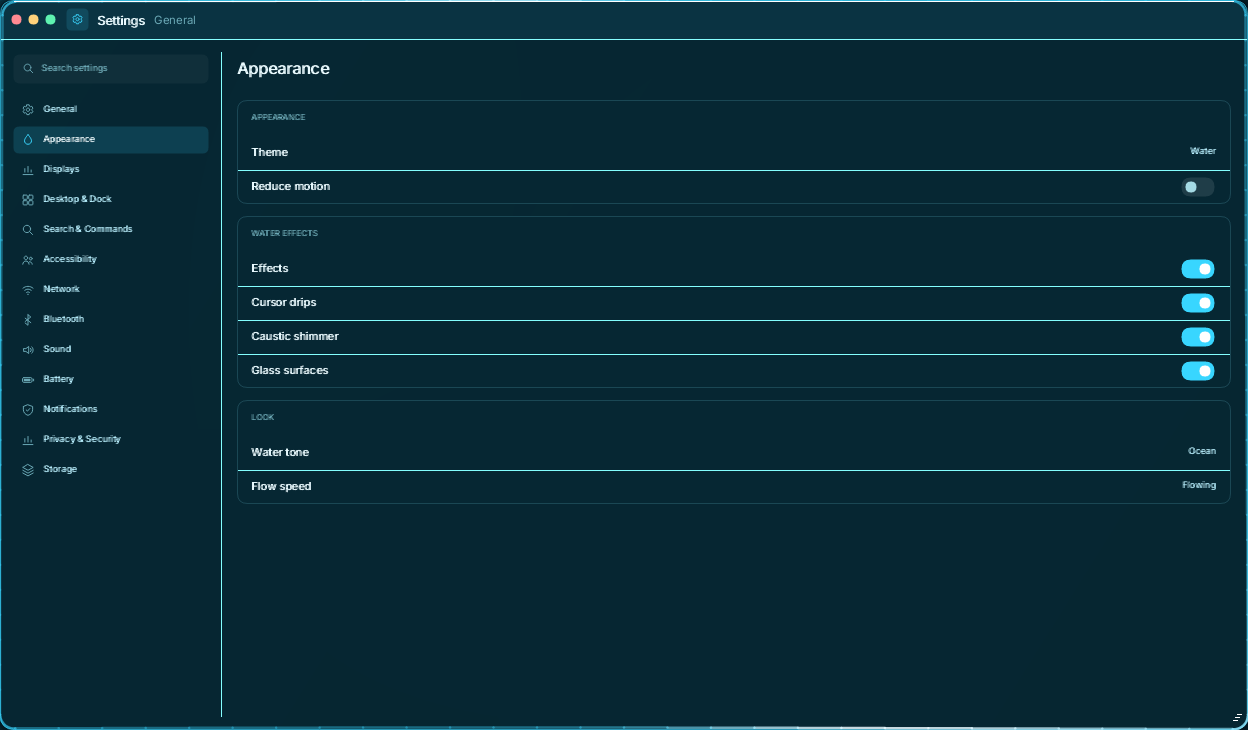 Settings General
Search settings
General
Appearance
Displays
Desktop & Dock
Search & Commands
Accessibility
Network
Bluetooth
Sound
Battery
Notifications
Privacy & Security
Storage
Appearance
APPEARANCE
Theme Water
Reduce motion
WATER EFFECTS
Effects
Cursor drips
Caustic shimmer
Glass surfaces
LOOK
Water tone Ocean
Flow speed Flowing